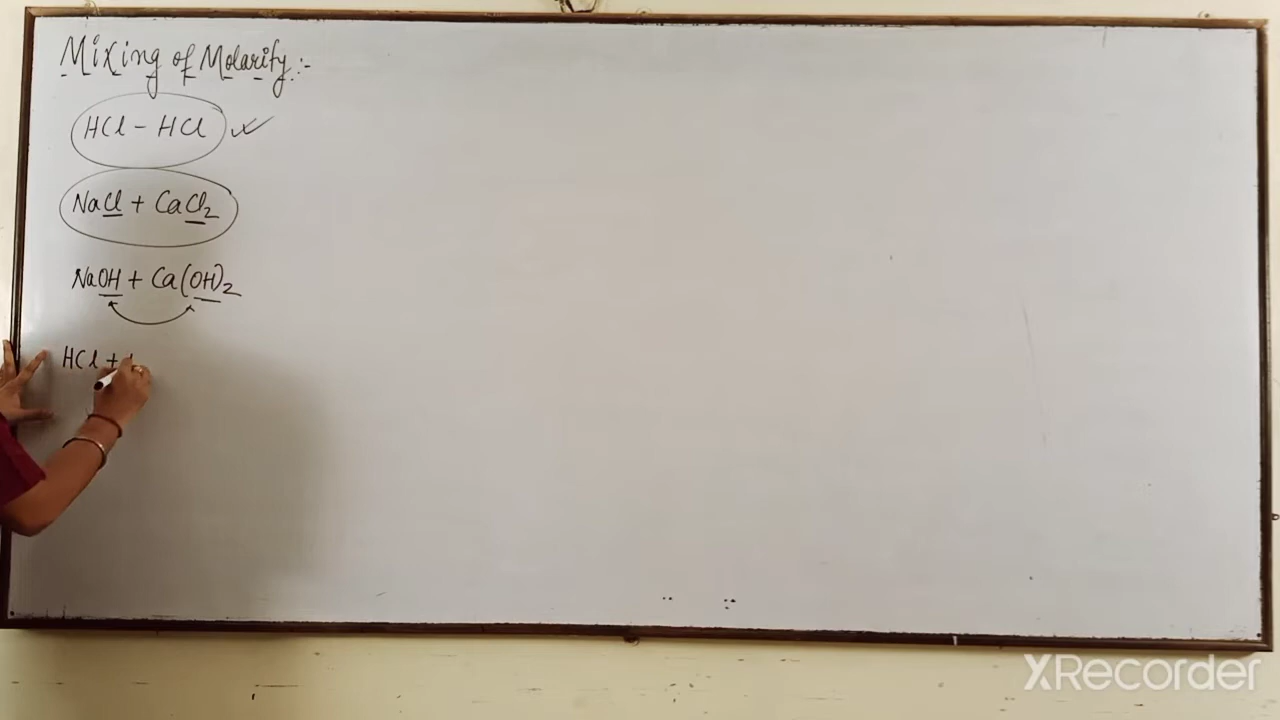 Mixing of Molarity :-
HCl - HCl
NaCl + CaCl2
NaOH + Ca(OH)2
HCl +
XRecorder